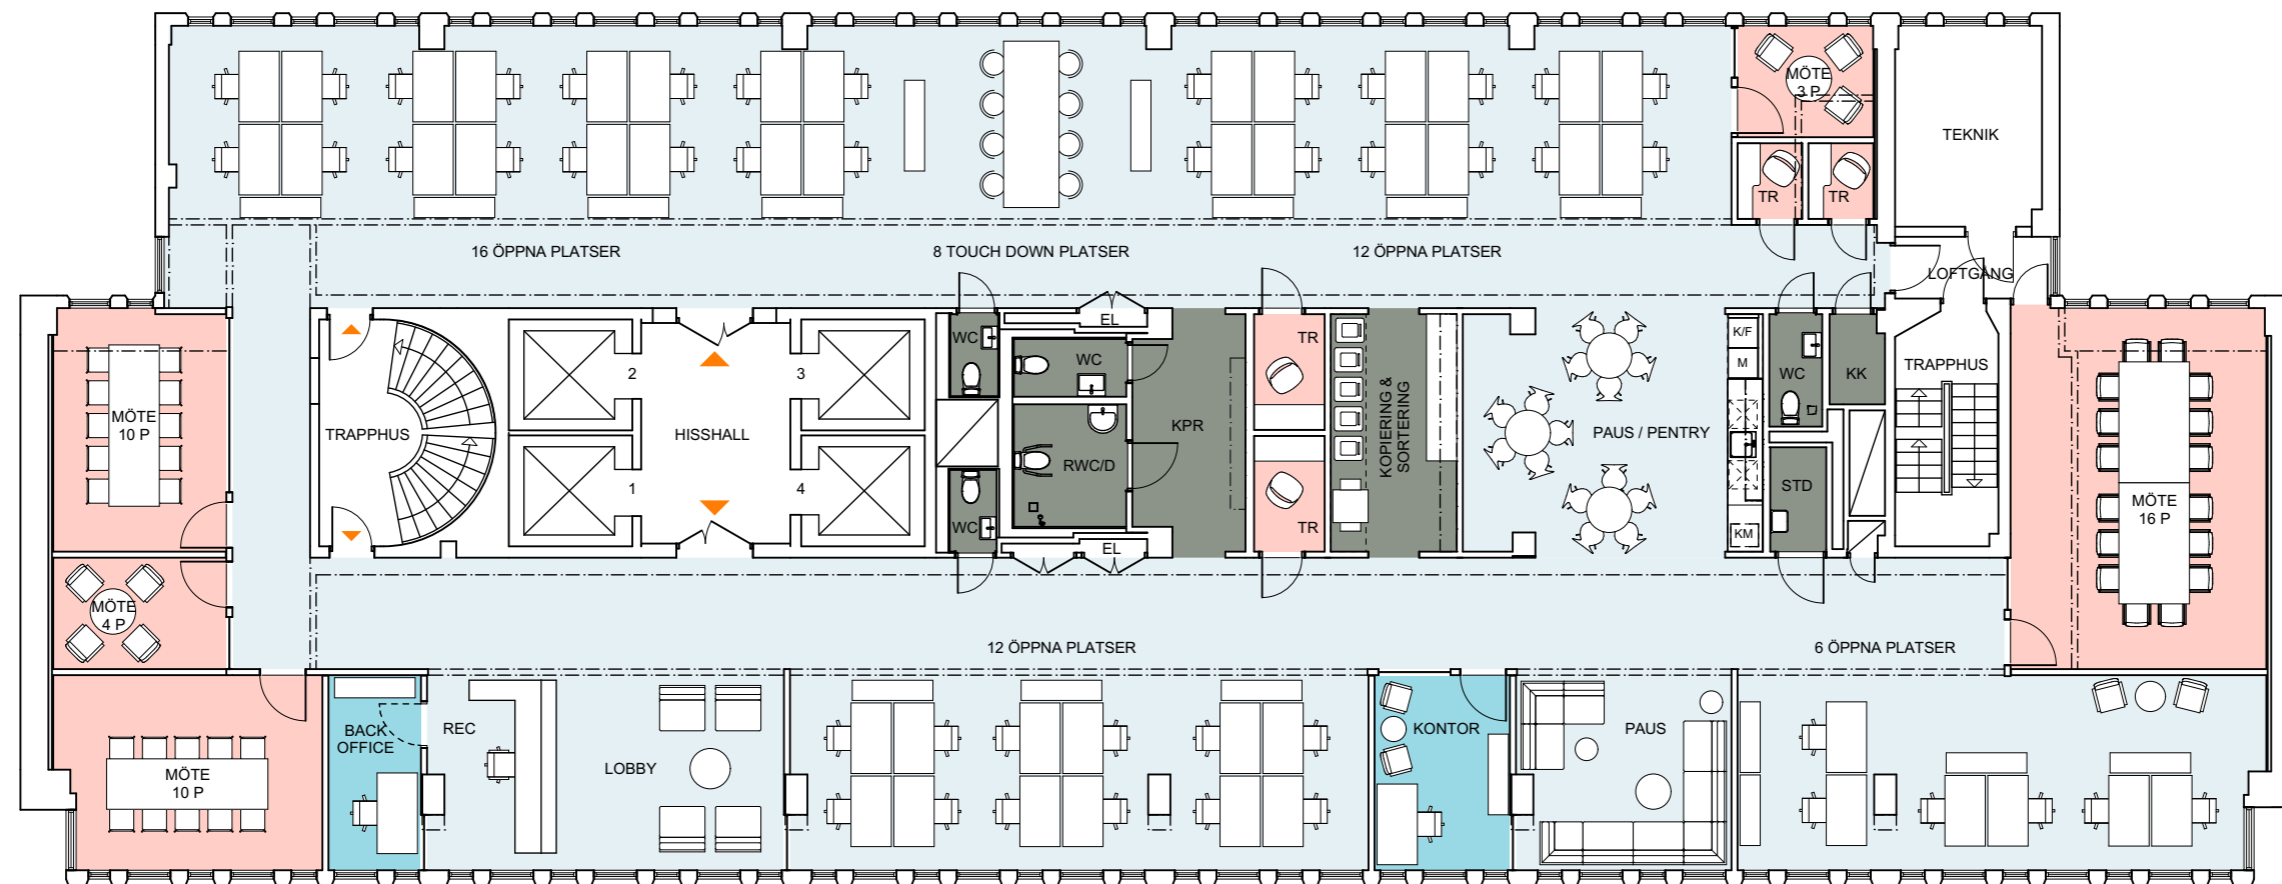 MÖTE
3 P
TEKNIK
TR
TR
16 ÖPPNA PLATSER
8 TOUCH DOWN PLATSER
12 ÖPPNA PLATSER
LOFTGÅNG
EL
WC
WC
TR
K/F
M
WC
KK
TRAPPHUS
2
3
MÖTE
10 P
TRAPPHUS
HISSHALL
KPR
KOPIERING &
SORTERING
PAUS / PENTRY
RWC/D
1
4
STD
MÖTE
16 P
WC
TR
EL
KM
MÖTE
4 P
12 ÖPPNA PLATSER
6 ÖPPNA PLATSER
BACK
OFFICE
REC
LOBBY
KONTOR
PAUS
MÖTE
10 P